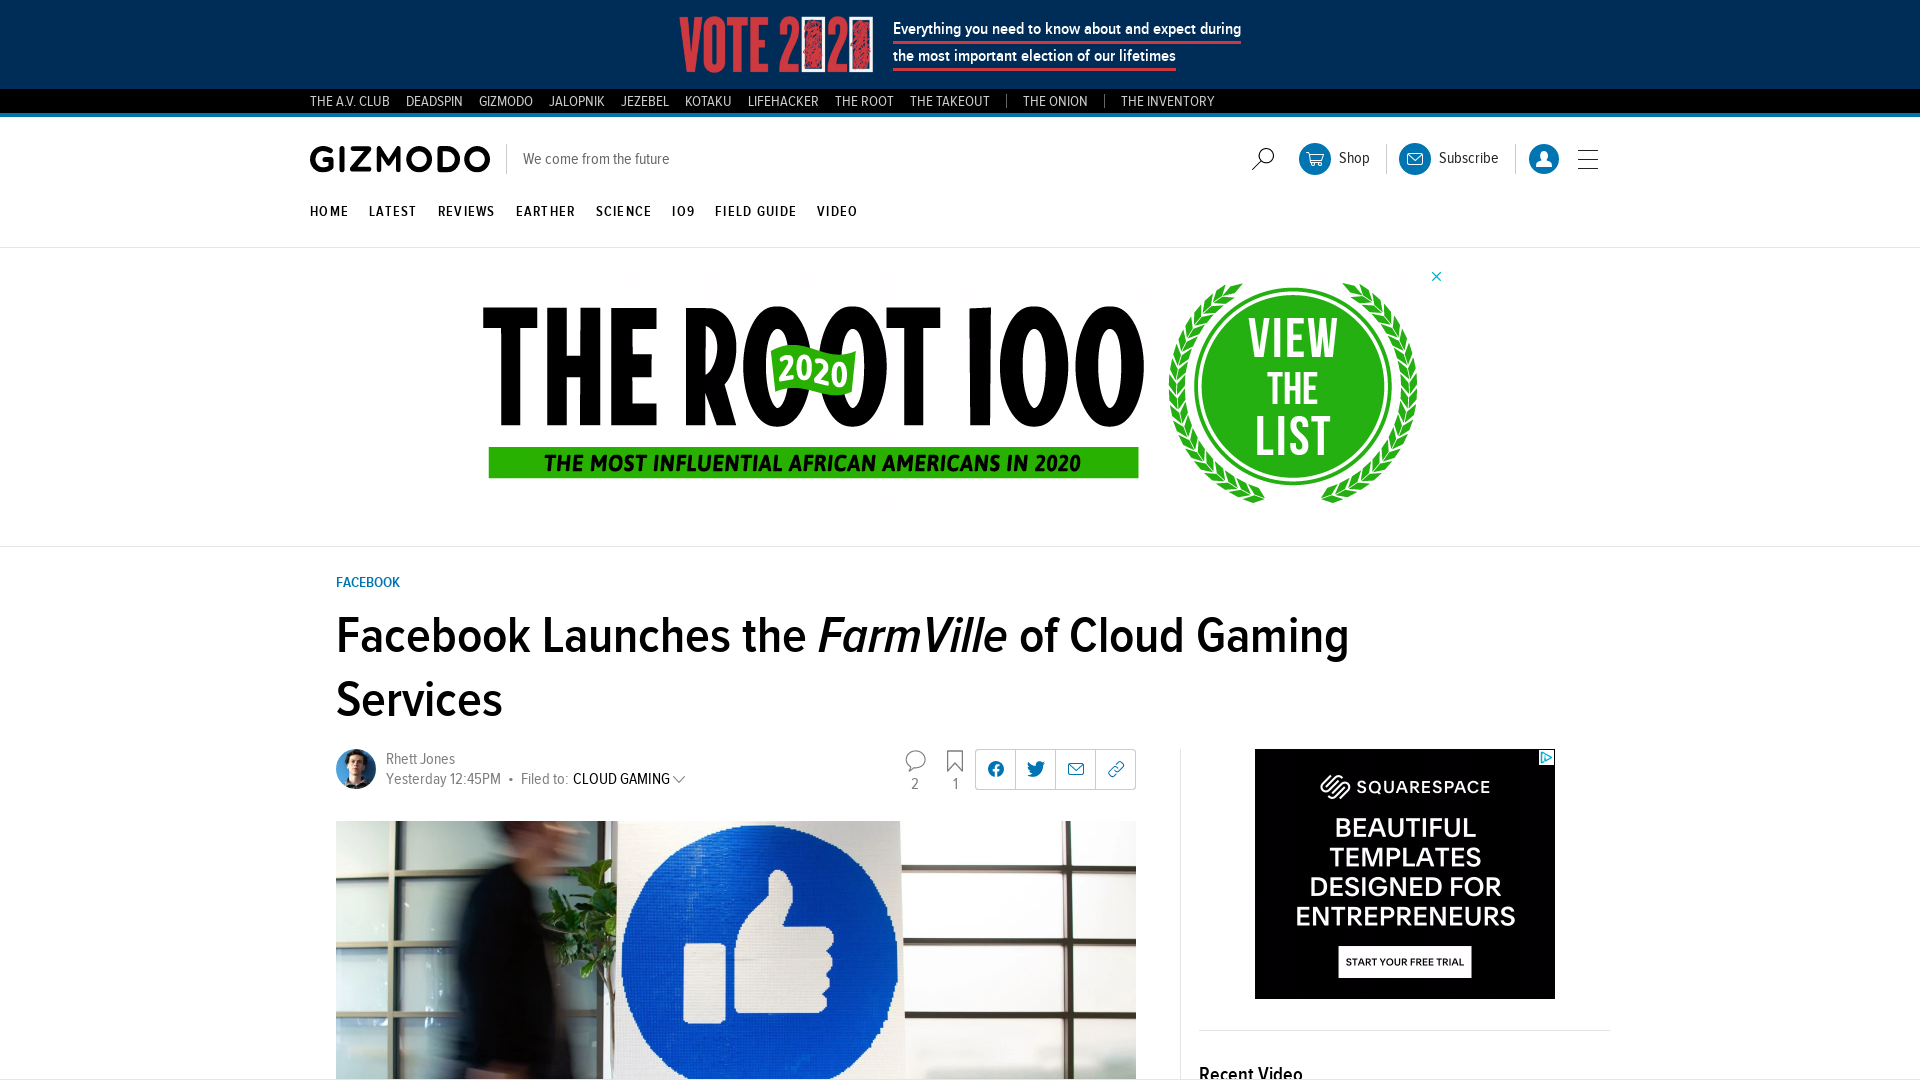 VOTE 2021
Everything you need to know about and expect during
the most important election of our lifetimes
THE A.V. CLUB DEADSPIN GIZMODO JALOPNIK JEZEBEL KOTAKU LIFEHACKER THE ROOT THE TAKEOUT THE ONION THE INVENTORY
GIZMODO We come from the future Shop Subscribe
HOME LATEST REVIEWS EARTHER SCIENCE IO9 FIELD GUIDE VIDEO
THE ROOT 100
2020
THE MOST INFLUENTIAL AFRICAN AMERICANS IN 2020
VIEW
THE
LIST
FACEBOOK
Facebook Launches the FarmVille of Cloud Gaming
Services
Rhett Jones
Yesterday 12:45PM • Filed to: CLOUD GAMING
2 1
SQUARESPACE
BEAUTIFUL
TEMPLATES
DESIGNED FOR
ENTREPRENEURS
START YOUR FREE TRIAL
Recent Video